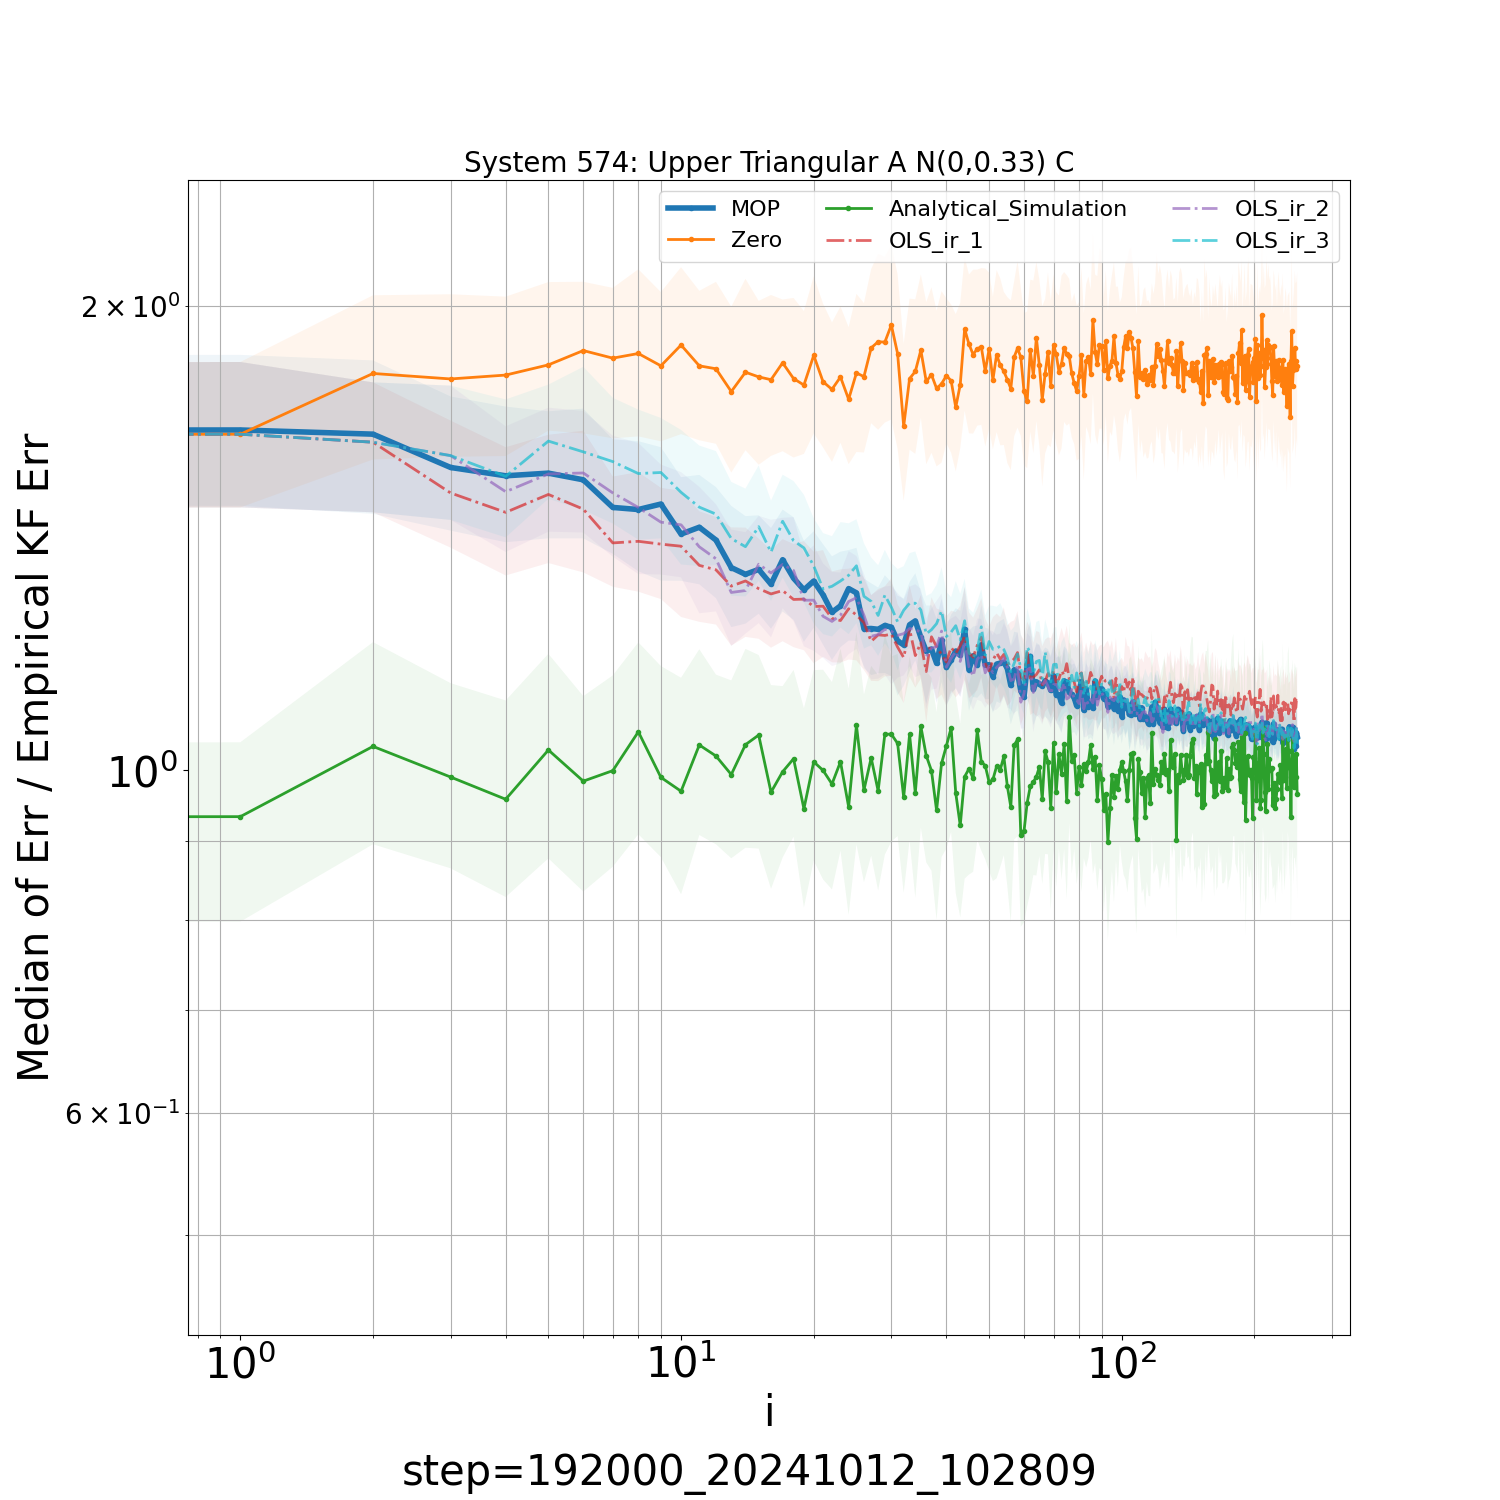 System 574: Upper Triangular A N(0,0.33) C
MOP
Zero
Analytical_Simulation
OLS_ir_1
OLS_ir_2
OLS_ir_3
Median of Err / Empirical KF Err
2 × 10⁰
10⁰
6 × 10⁻¹
10⁰ 10¹ 10²
i
step=192000_20241012_102809